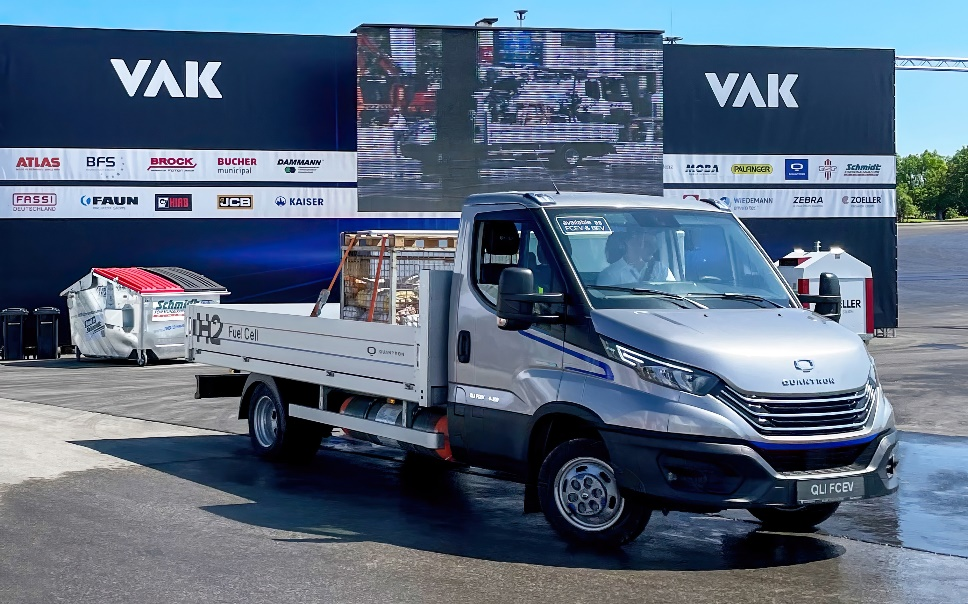 VAK
VAK
ATLAS
BFS
BROCK
BUCHER
municipal
DAMMANN
MOBA
PALFINGER
Schmidt
FASSI
DEUTSCHLAND
FAUN
HIAB
JCB
KAISER
WIEDEMANN
ZEBRA
ZOELLER
available as
FCEV & BEV
Schmidt
OLLER
H2 Fuel Cell
QUANTRON
QUANTRON
QLI FCEV